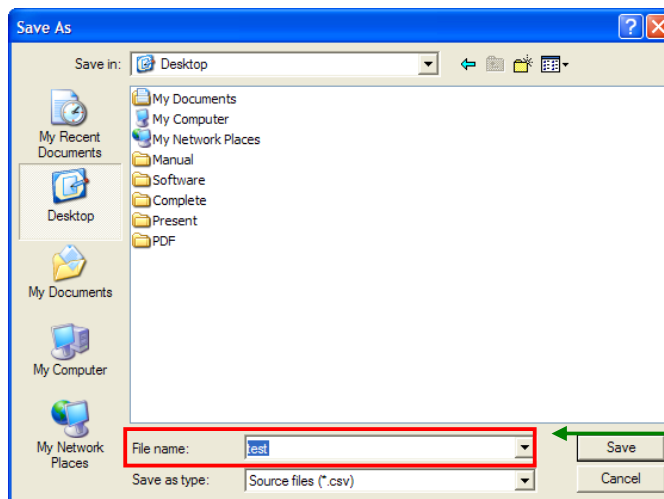 Save As
Save in: Desktop
My Documents
My Computer
My Network Places
Manual
Software
Complete
Present
PDF
My Recent
Documents
Desktop
My Documents
My Computer
My Network
Places
File name: test
Save
Save as type: Source files (*.csv)
Cancel